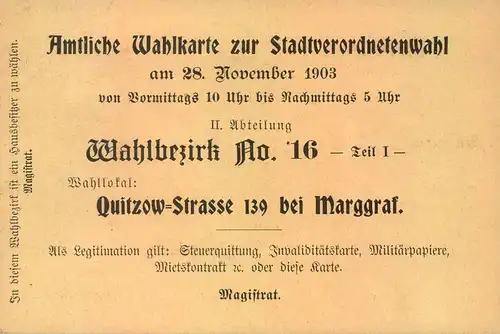 Amtliche Wahlkarte zur Stadtverordnetenwahl
am 28. November 1903
von Vormittags 10 Uhr bis Nachmittags 5 Uhr
II. Abteilung
Wahlbezirk No. 16 — Teil I —
Wahllokal:
Quitzow=Strasse 139 bei Marggraf.
Als Legitimation gilt: Steuerquittung, Invaliditätskarte, Militärpapiere,
Mietskontrakt ꝛc. oder diese Karte.
Magistrat.
In diesem Wahlbezirk ist ein Hausbesitzer zu wählen.
Magistrat.